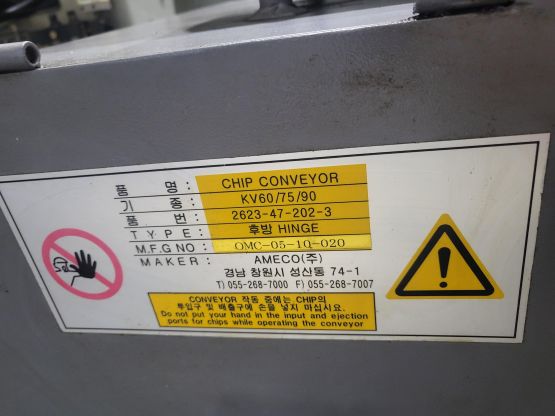 품 명 : CHIP CONVEYOR
기 종 : KV60/75/90
품 번 : 2623-47-202-3
TYPE : 후방 HINGE
M.F.G NO : OMC-05-1Q-020
MAKER : AMECO(주)
경남 창원시 성산동 74-1
T) 055-268-7000 F) 055-268-7007
CONVEYOR 작동 중에는 CHIP의
투입구 및 배출구에 손을 넣지 마십시요.
Do not put your hand in the input and ejection
ports for chips while operating the conveyor